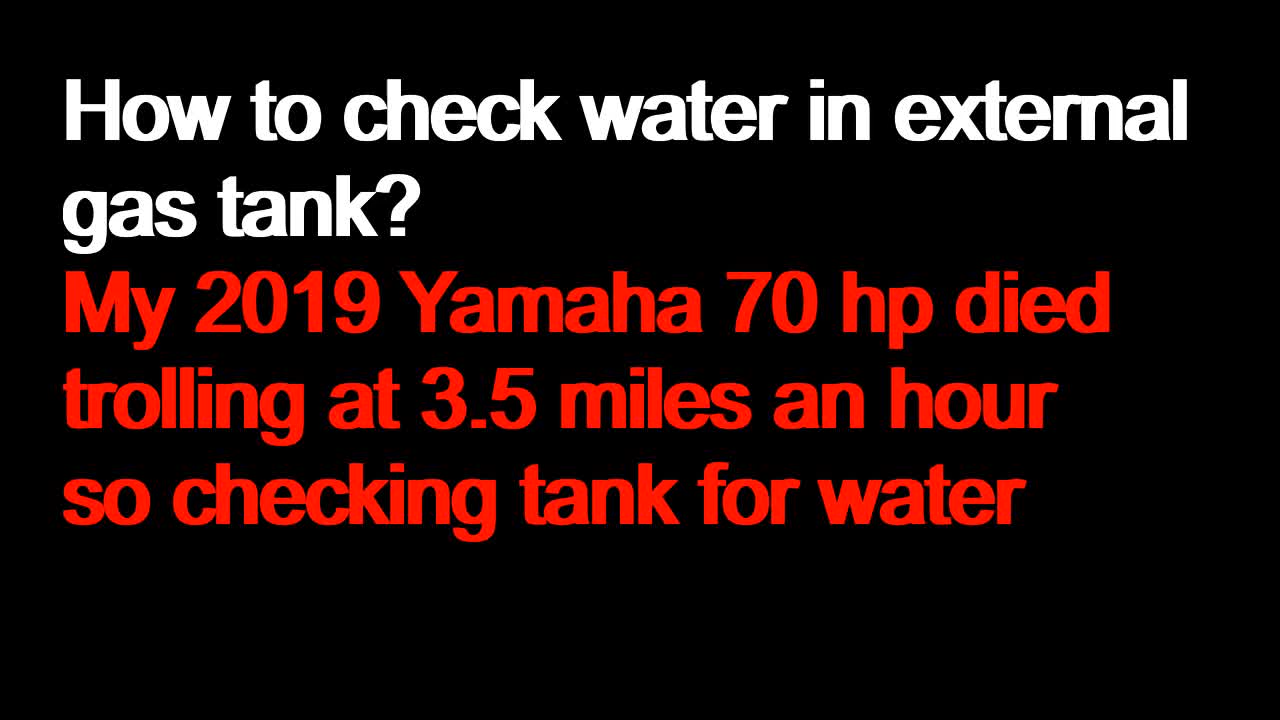 How to check water in external
gas tank?
My 2019 Yamaha 70 hp died
trolling at 3.5 miles an hour
so checking tank for water